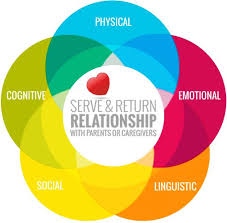 PHYSICAL
COGNITIVE
EMOTIONAL
SERVE & RETURN
RELATIONSHIP
WITH PARENTS OR CAREGIVERS
SOCIAL
LINGUISTIC